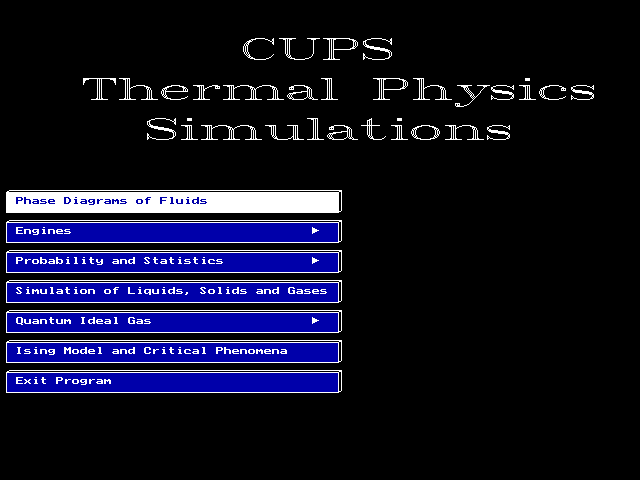 CUPS
Thermal Physics
Simulations
Phase Diagrams of Fluids
Engines
Probability and Statistics
Simulation of Liquids, Solids and Gases
Quantum Ideal Gas
Ising Model and Critical Phenomena
Exit Program